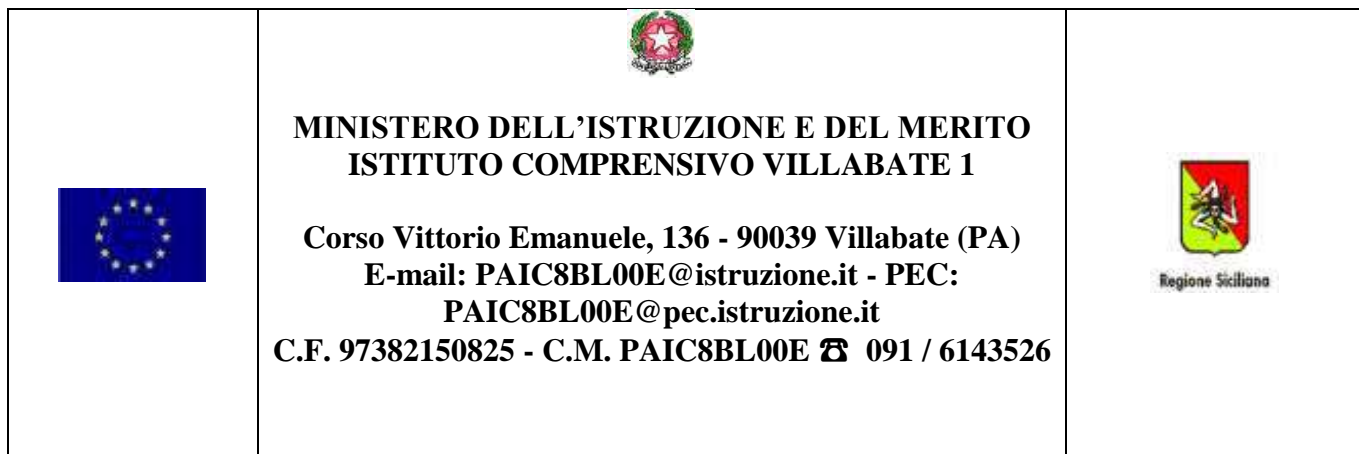 MINISTERO DELL’ISTRUZIONE E DEL MERITO
ISTITUTO COMPRENSIVO VILLABATE 1
Corso Vittorio Emanuele, 136 - 90039 Villabate (PA)
E-mail: PAIC8BL00E@istruzione.it - PEC:
PAIC8BL00E@pec.istruzione.it
C.F. 97382150825 - C.M. PAIC8BL00E ☎ 091 / 6143526
Regione Siciliana